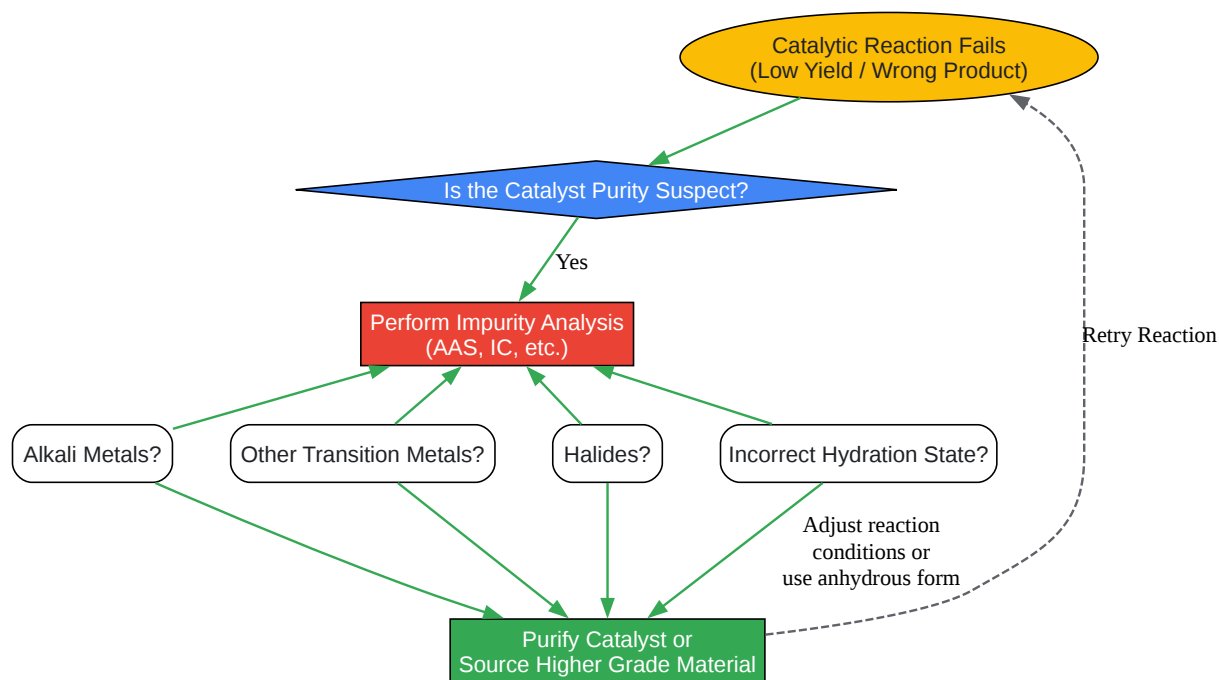 Catalytic Reaction Fails
(Low Yield / Wrong Product)
Is the Catalyst Purity Suspect?
Yes
Perform Impurity Analysis
(AAS, IC, etc.)
Retry Reaction
Alkali Metals?
Other Transition Metals?
Halides?
Incorrect Hydration State?
Adjust reaction
conditions or
use anhydrous form
Purify Catalyst or
Source Higher Grade Material